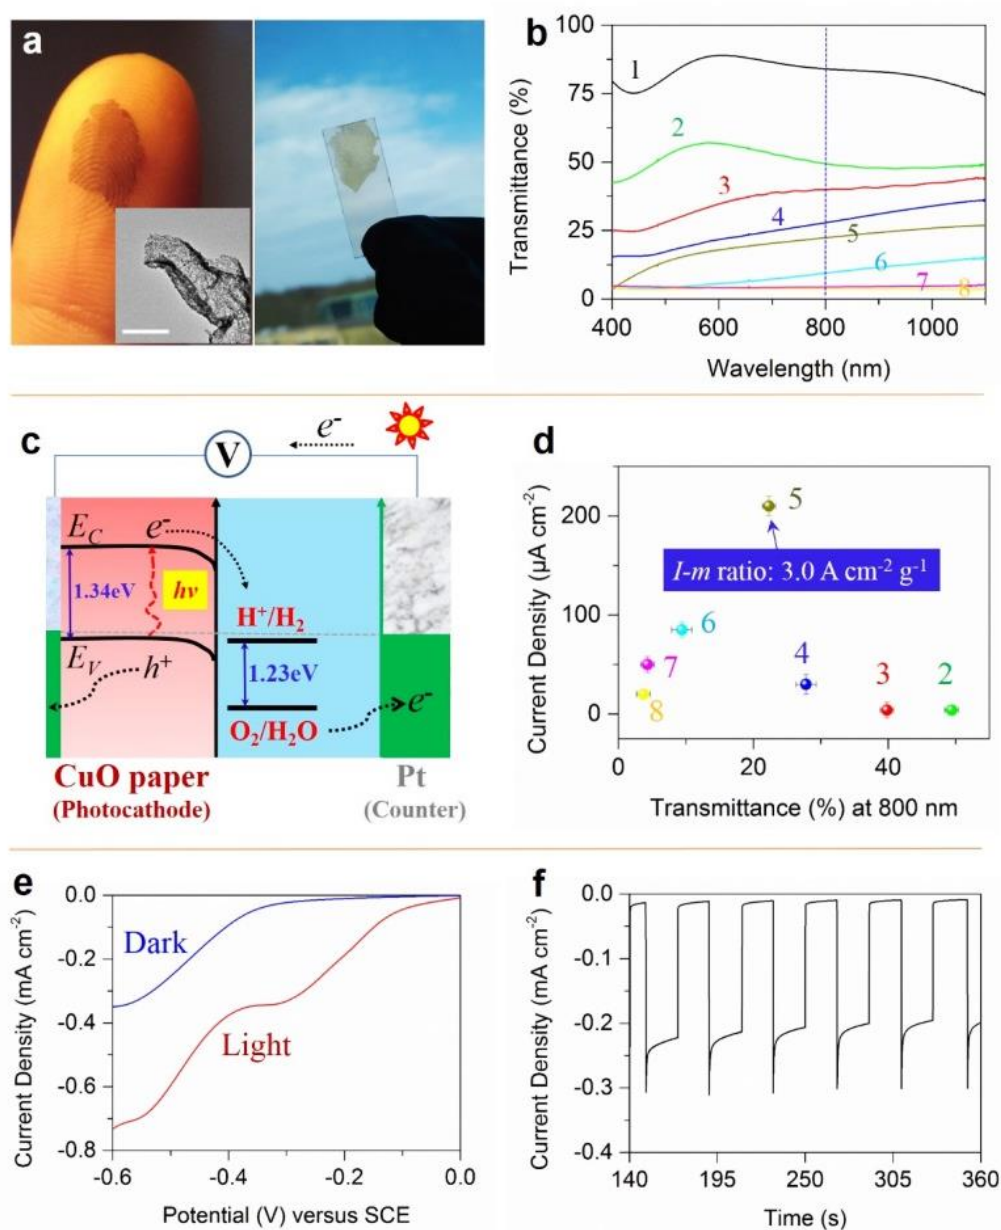 a
b
100
75
50
25
0
Transmittance (%)
1
2
3
4
5
6
7
8
400
600
800
1000
Wavelength (nm)
c
e-
V
EC
e-
1.34eV
hν
H+/H2
EV
h+
1.23eV
O2/H2O
e-
CuO paper
Pt
(Photocathode)
(Counter)
d
200
100
0
Current Density (μA cm-2)
5
I-m ratio: 3.0 A cm-2 g-1
6
7
8
4
3
2
0
20
40
Transmittance (%) at 800 nm
e
0.0
-0.2
-0.4
-0.6
-0.8
Current Density (mA cm-2)
Dark
Light
-0.6
-0.4
-0.2
0.0
Potential (V) versus SCE
f
0.0
-0.1
-0.2
-0.3
-0.4
Current Density (mA cm-2)
140
195
250
305
360
Time (s)